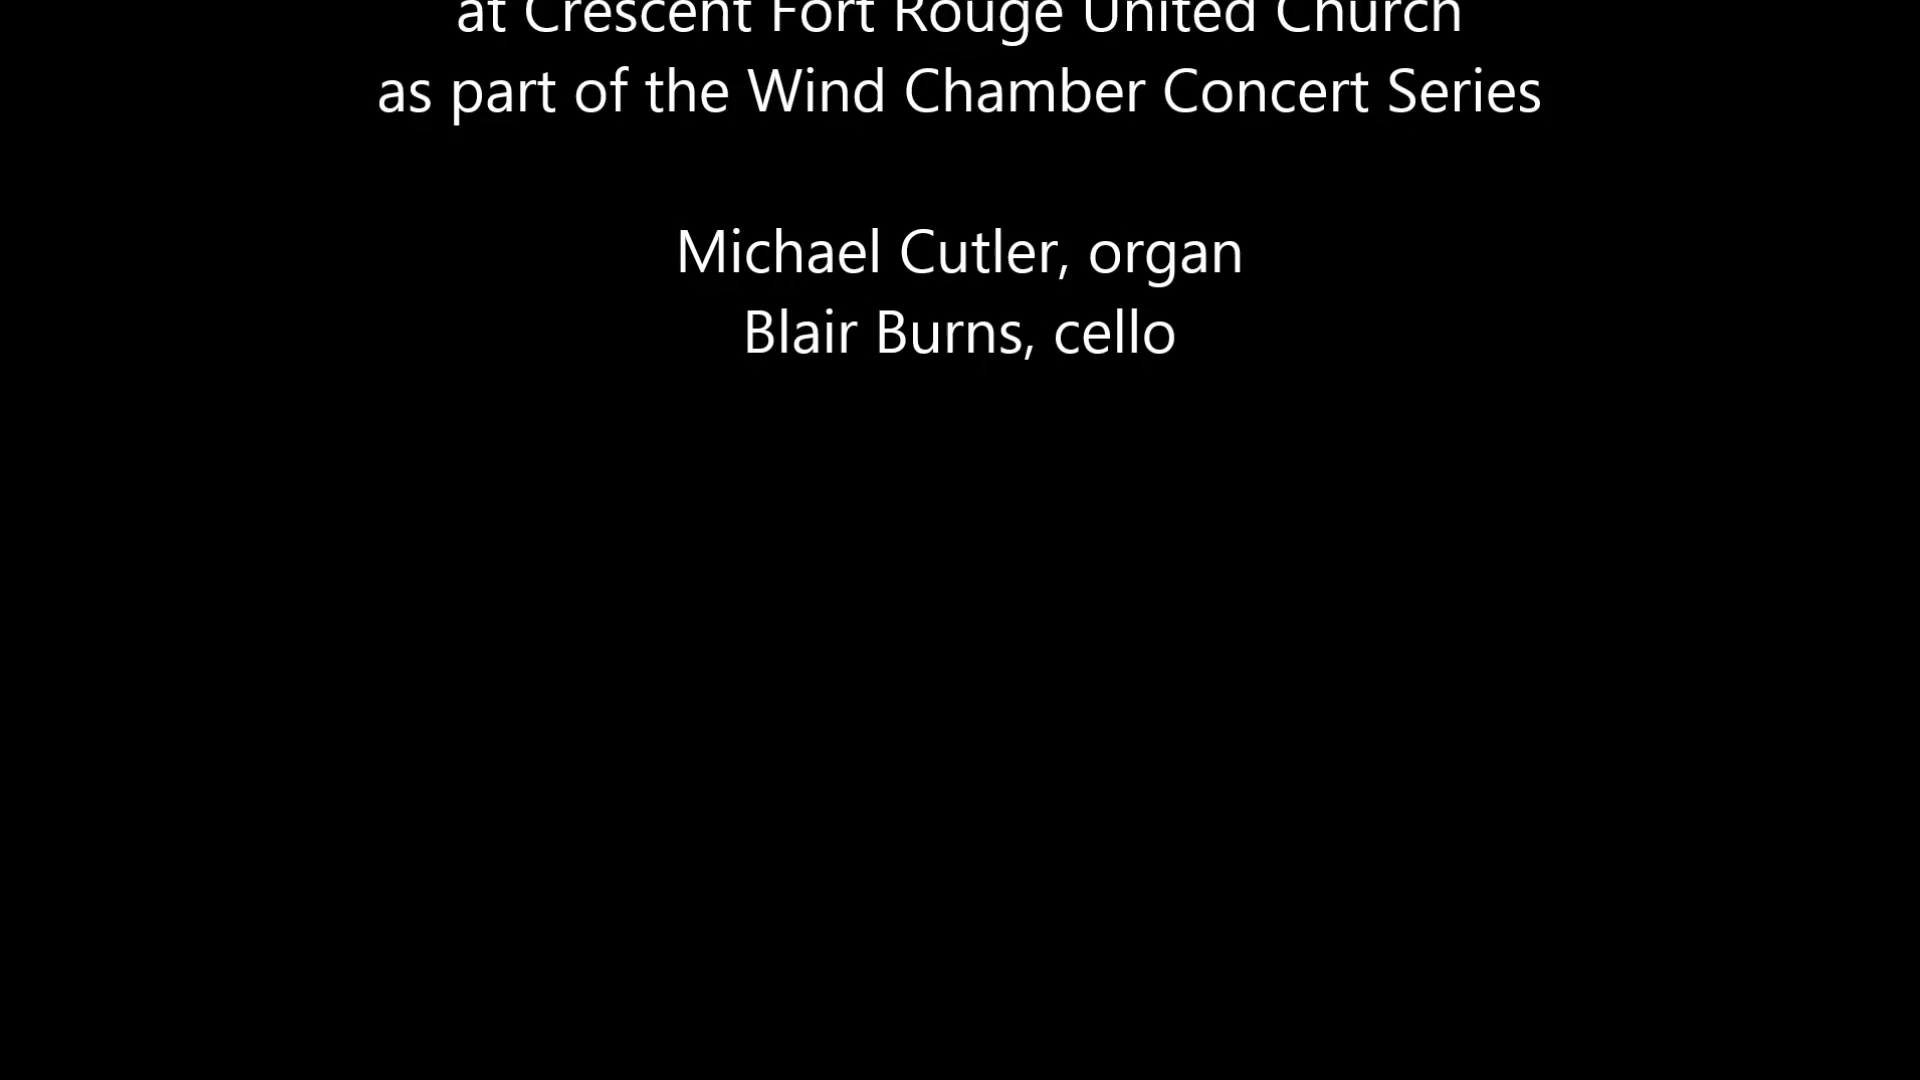 at Crescent Fort Rouge United Church
as part of the Wind Chamber Concert Series
Michael Cutler, organ
Blair Burns, cello